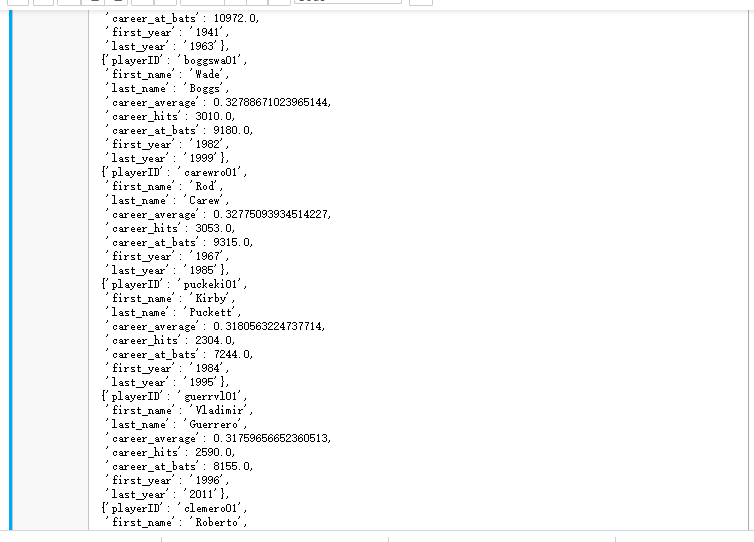 'career_at_bats': 10972.0,
'first_year': '1941',
'last_year': '1963'},
{'playerID': 'boggswa01',
'first_name': 'Wade',
'last_name': 'Boggs',
'career_average': 0.32788671023965144,
'career_hits': 3010.0,
'career_at_bats': 9180.0,
'first_year': '1982',
'last_year': '1999'},
{'playerID': 'carewro01',
'first_name': 'Rod',
'last_name': 'Carew',
'career_average': 0.32775093934514227,
'career_hits': 3053.0,
'career_at_bats': 9315.0,
'first_year': '1967',
'last_year': '1985'},
{'playerID': 'puckeki01',
'first_name': 'Kirby',
'last_name': 'Puckett',
'career_average': 0.3180563224737714,
'career_hits': 2304.0,
'career_at_bats': 7244.0,
'first_year': '1984',
'last_year': '1995'},
{'playerID': 'guerrvl01',
'first_name': 'Vladimir',
'last_name': 'Guerrero',
'career_average': 0.31759656652360513,
'career_hits': 2590.0,
'career_at_bats': 8155.0,
'first_year': '1996',
'last_year': '2011'},
{'playerID': 'clemero01',
'first_name': 'Roberto',